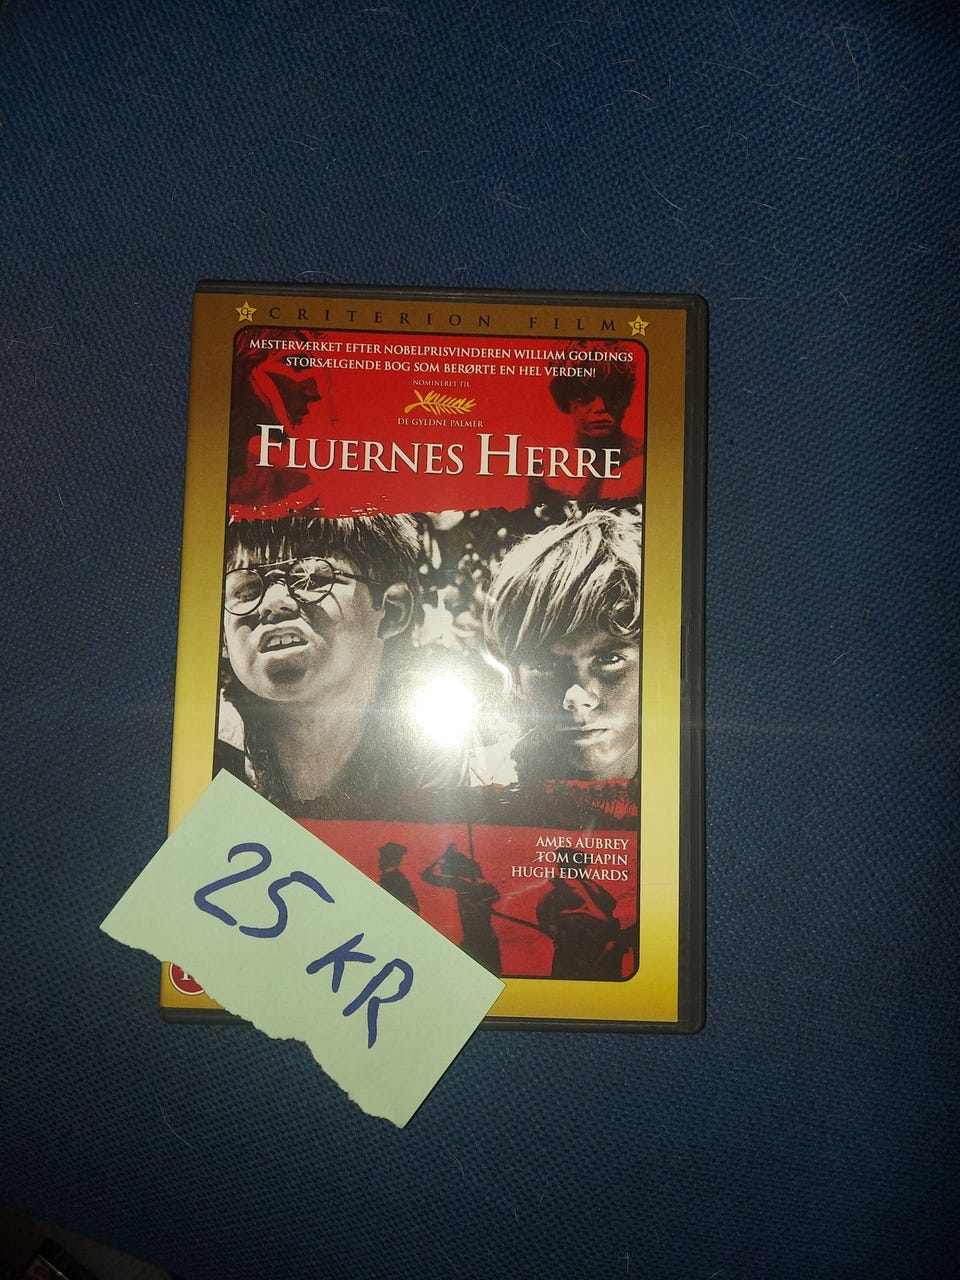 CRITERION FILM
MESTERVÆRKET EFTER NOBELPRISVINDEREN WILLIAM GOLDINGS
STORSÆLGENDE BOG SOM BERØRTE EN HEL VERDEN!
NOMINERET TIL
DE GYLDNE PALMER
FLUERNES HERRE
AMES AUBREY
TOM CHAPIN
HUGH EDWARDS
25 KR